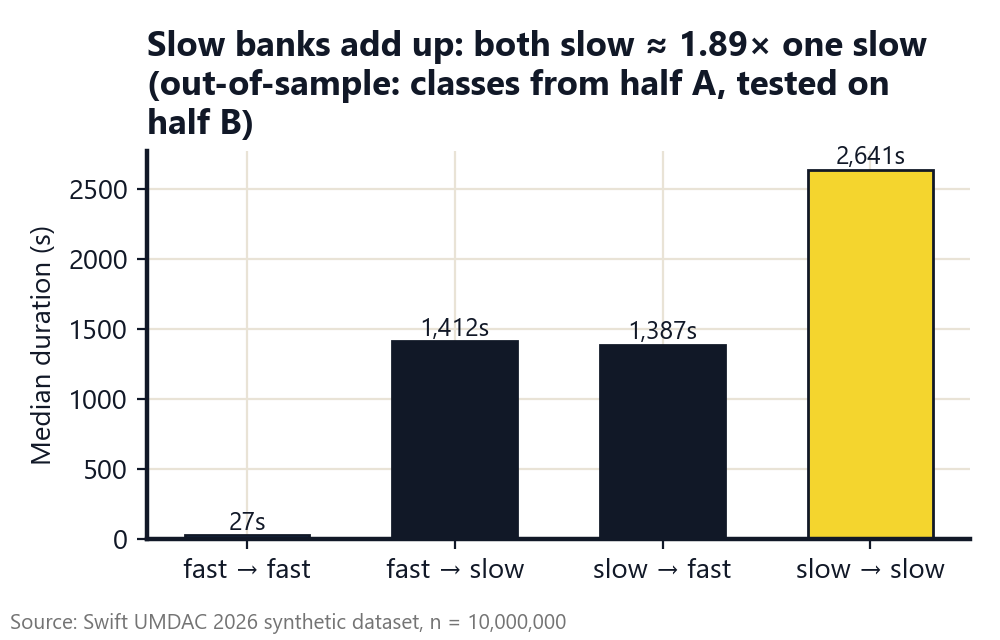 Slow banks add up: both slow ≈ 1.89× one slow
(out-of-sample: classes from half A, tested on
half B)
Median duration (s)
2500
2000
1500
1000
500
0
27s
1,412s
1,387s
2,641s
fast → fast
fast → slow
slow → fast
slow → slow
Source: Swift UMDAC 2026 synthetic dataset, n = 10,000,000